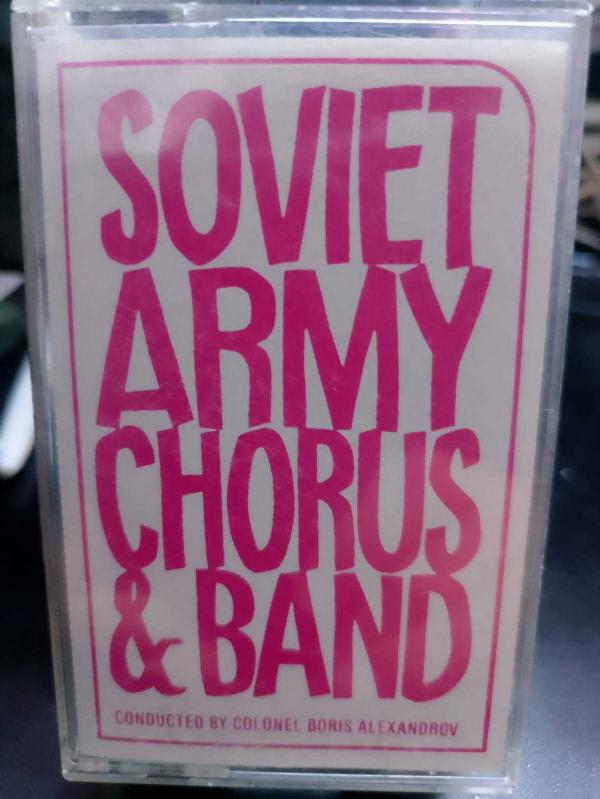 SOVIET
ARMY
CHORUS
& BAND
CONDUCTED BY COLONEL BORIS ALEXANDROV